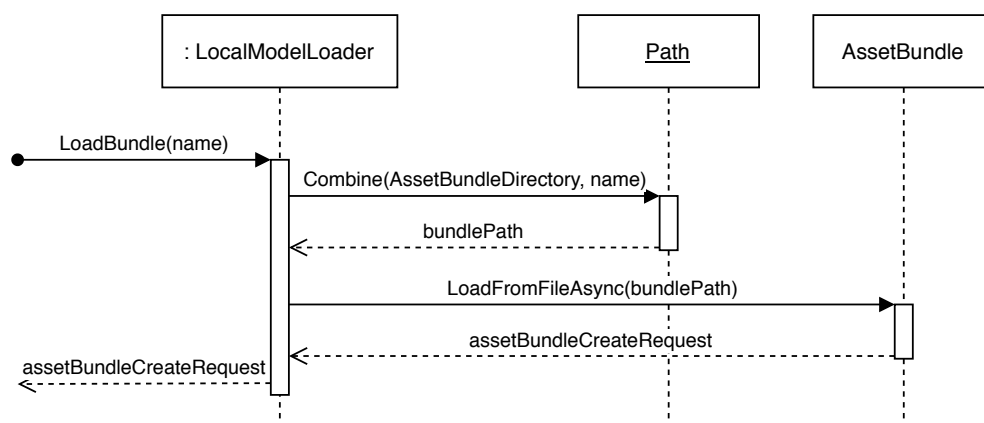 : LocalModelLoader
Path
AssetBundle
LoadBundle(name)
Combine(AssetBundleDirectory, name)
bundlePath
LoadFromFileAsync(bundlePath)
assetBundleCreateRequest
assetBundleCreateRequest